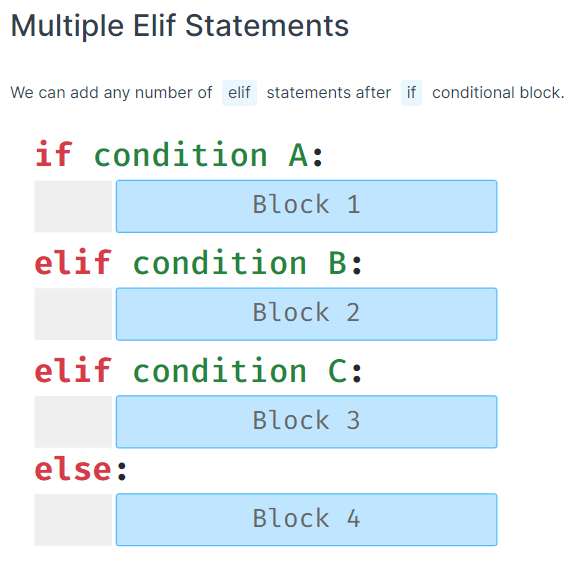 Multiple Elif Statements
We can add any number of elif statements after if conditional block.
if condition A:
Block 1
elif condition B:
Block 2
elif condition C:
Block 3
else:
Block 4